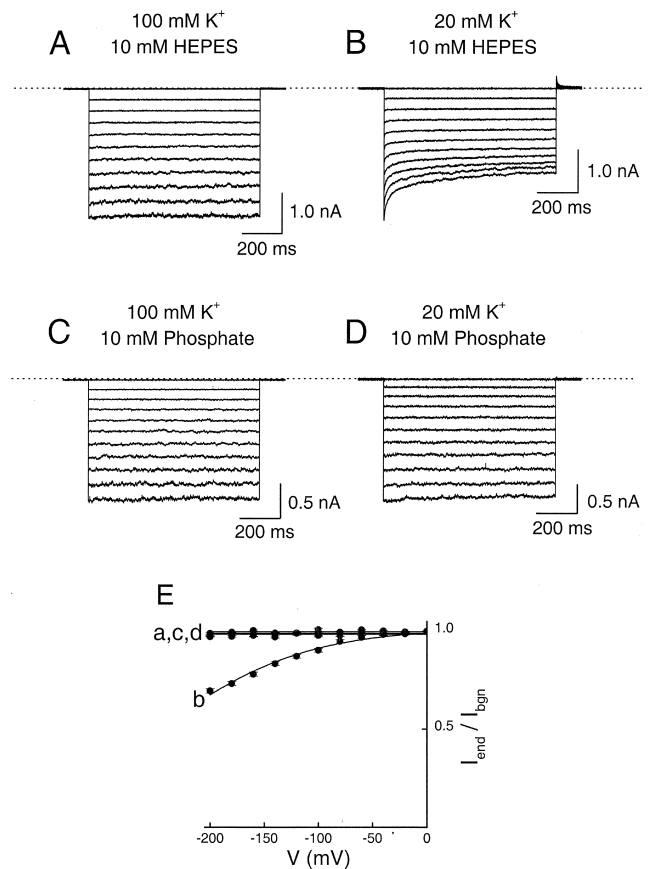 A
100 mM K+
10 mM HEPES
1.0 nA
200 ms
B
20 mM K+
10 mM HEPES
1.0 nA
200 ms
C
100 mM K+
10 mM Phosphate
0.5 nA
200 ms
D
20 mM K+
10 mM Phosphate
0.5 nA
200 ms
E
a,c,d
b
1.0
0.5
Iend / Ibgn
-200 -150 -100 -50 0
V (mV)